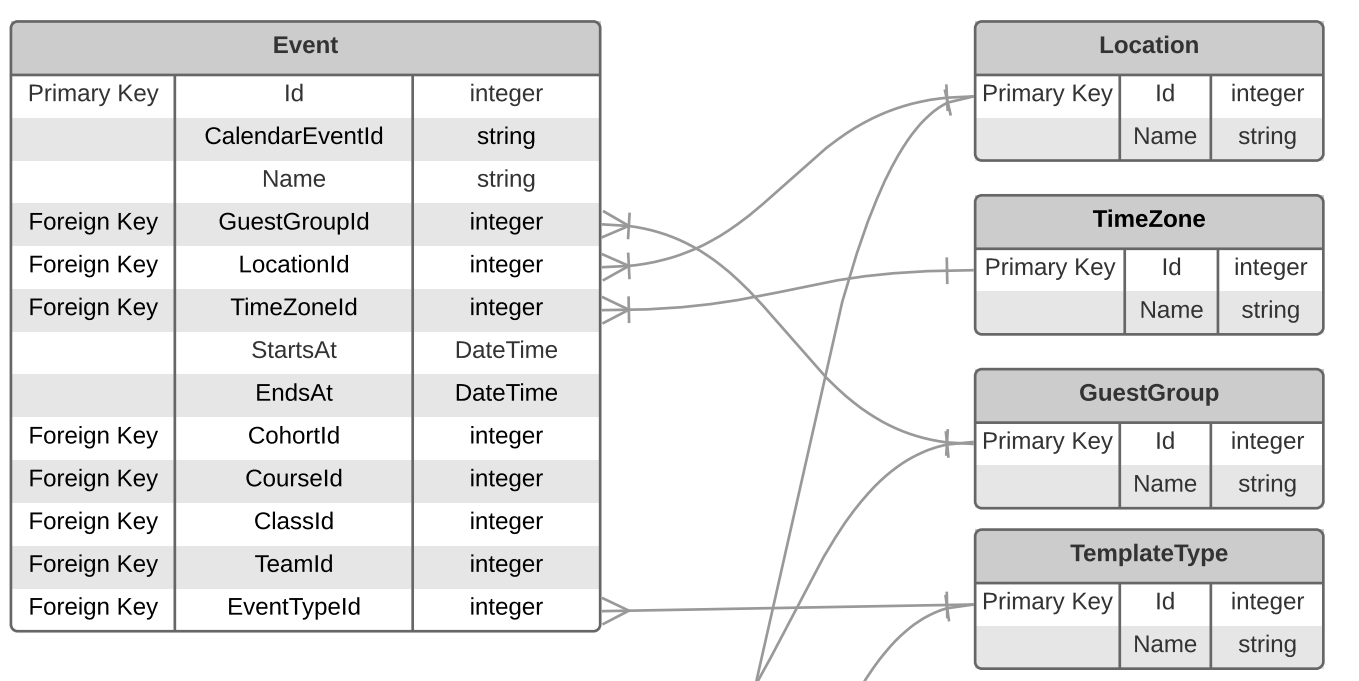 Event
Primary Key Id integer
CalendarEventId string
Name string
Foreign Key GuestGroupId integer
Foreign Key LocationId integer
Foreign Key TimeZoneId integer
StartsAt DateTime
EndsAt DateTime
Foreign Key CohortId integer
Foreign Key CourseId integer
Foreign Key ClassId integer
Foreign Key TeamId integer
Foreign Key EventTypeId integer
Location
Primary Key Id integer
Name string
TimeZone
Primary Key Id integer
Name string
GuestGroup
Primary Key Id integer
Name string
TemplateType
Primary Key Id integer
Name string